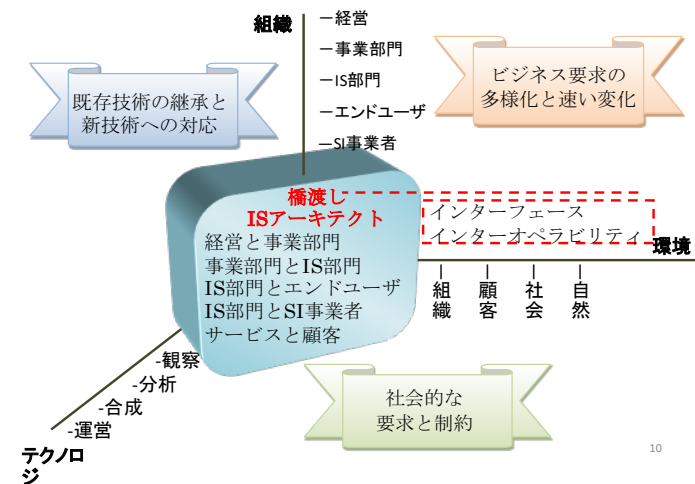 組織
－経営
－事業部門
－IS部門
－エンドユーザ
－SI事業者
既存技術の継承と
新技術への対応
ビジネス要求の
多様化と速い変化
橋渡し
ISアーキテクト
経営と事業部門
事業部門とIS部門
IS部門とエンドユーザ
IS部門とSI事業者
サービスと顧客
インターフェース
インターオペラビリティ
環境
－組織
－顧客
－社会
－自然
-観察
-分析
-合成
-運営
テクノロ
ジ
社会的な
要求と制約
10